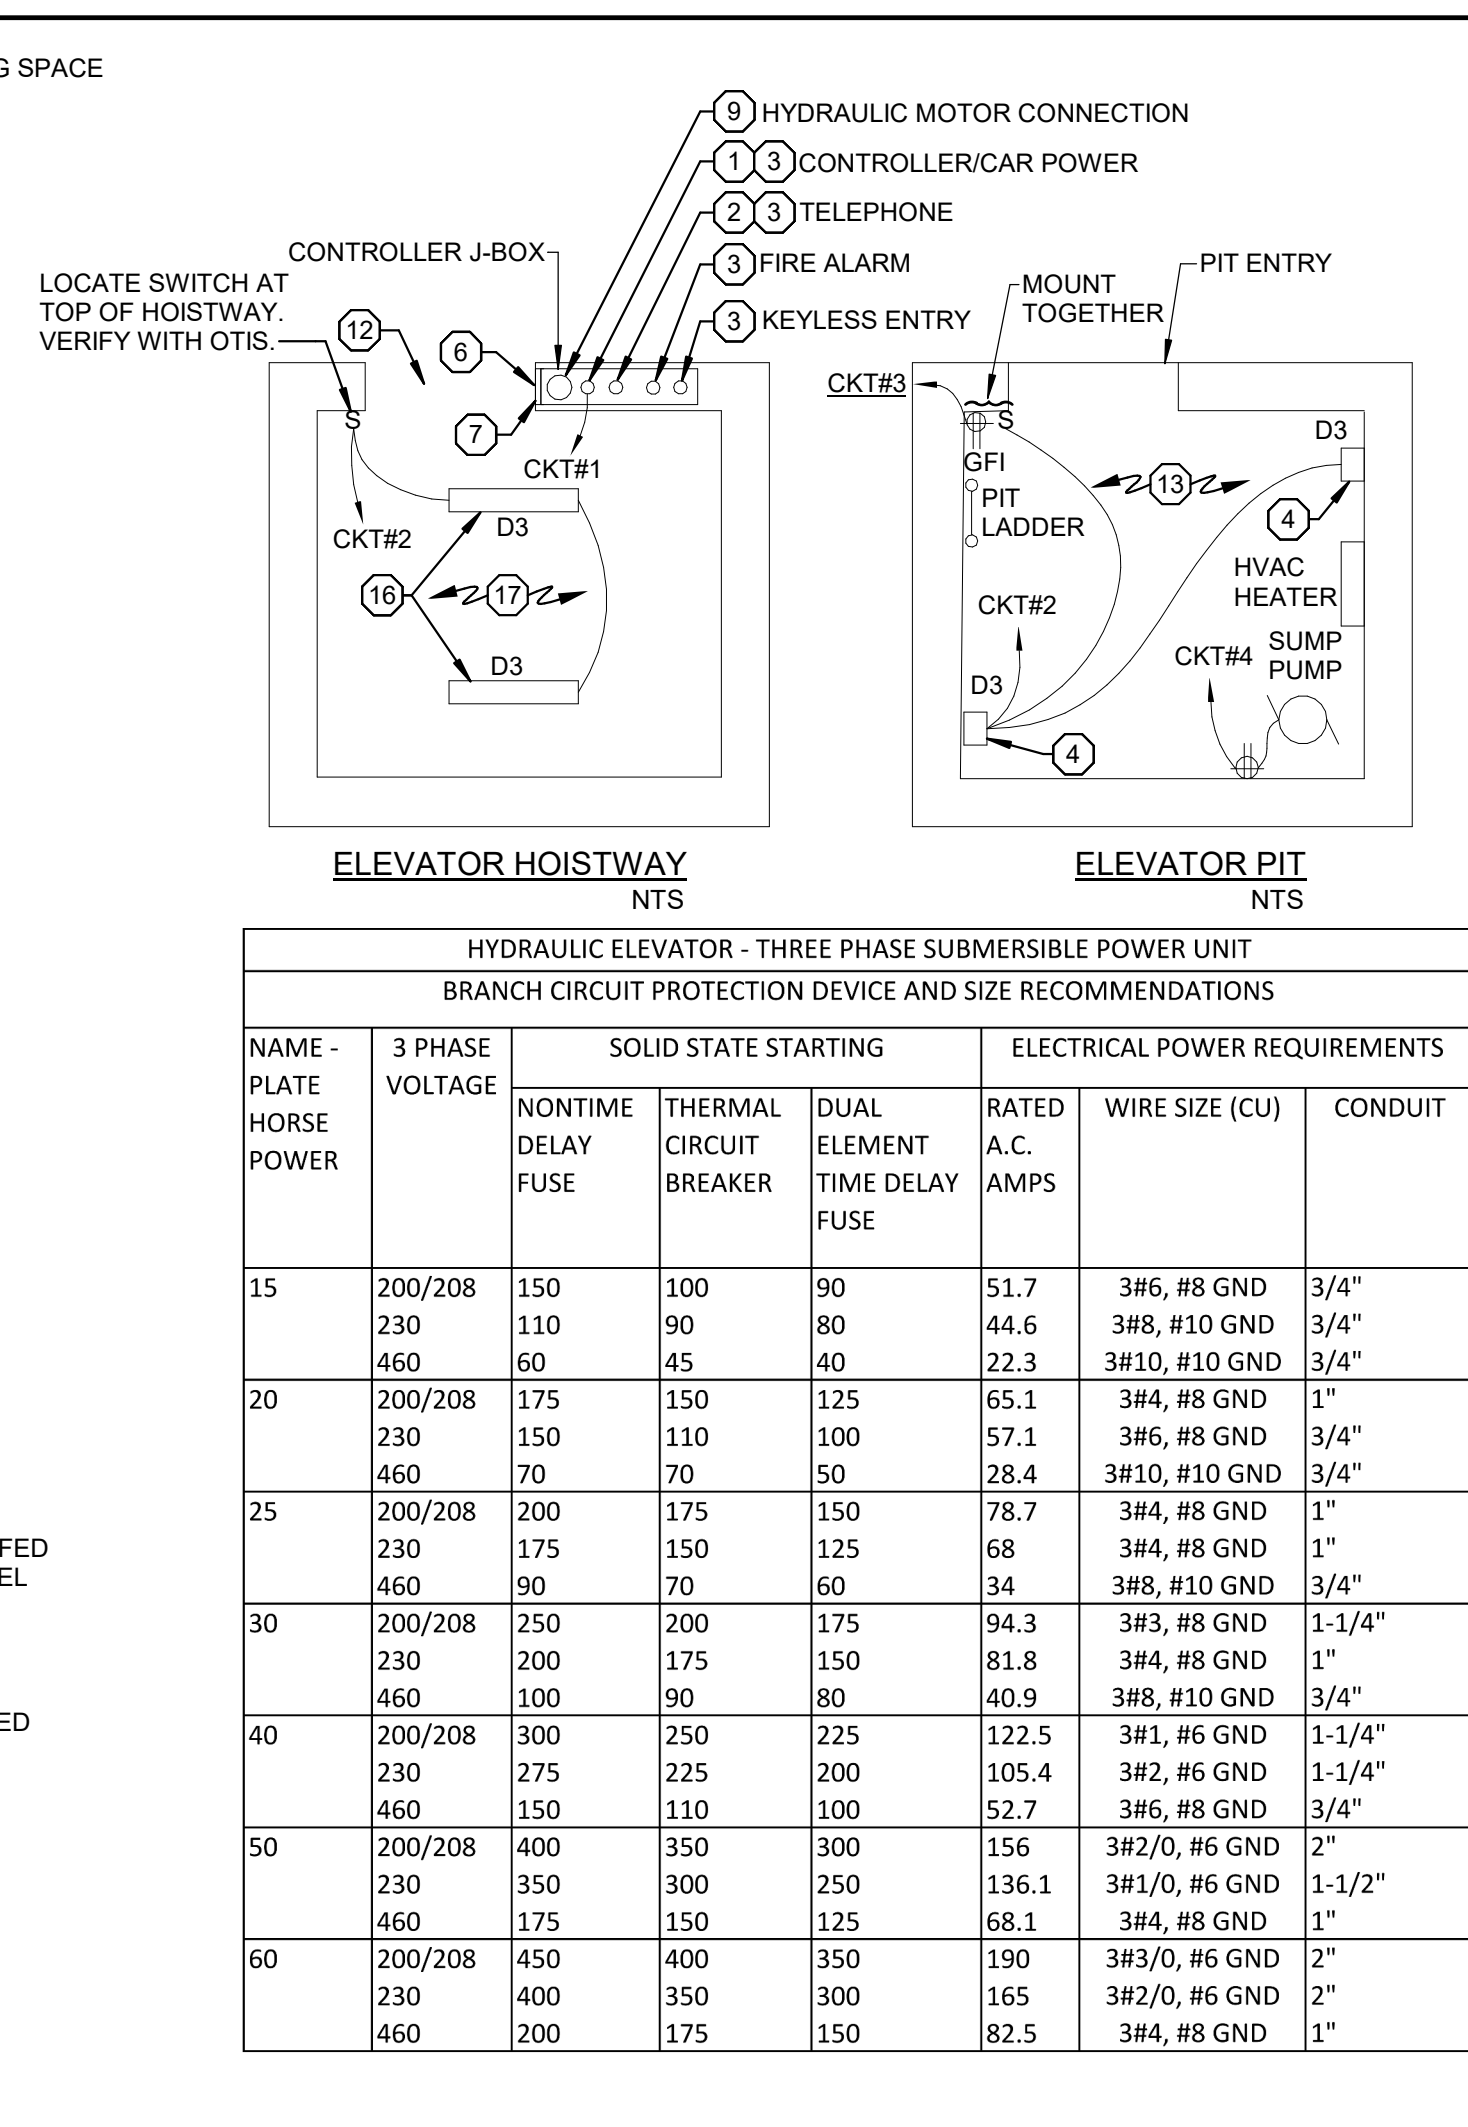 G SPACE
9 HYDRAULIC MOTOR CONNECTION
1 3 CONTROLLER/CAR POWER
2 3 TELEPHONE
3 FIRE ALARM
3 KEYLESS ENTRY
CONTROLLER J-BOX
LOCATE SWITCH AT
TOP OF HOISTWAY.
VERIFY WITH OTIS.
12
6
7
S
CKT#1
CKT#2
D3
16
17
D3
ELEVATOR HOISTWAY
NTS
PIT ENTRY
MOUNT
TOGETHER
CKT#3
S
GFI
PIT
LADDER
13
D3
4
HVAC
HEATER
CKT#2
CKT#4
SUMP
PUMP
D3
4
ELEVATOR PIT
NTS
FED
EL
ED
HYDRAULIC ELEVATOR - THREE PHASE SUBMERSIBLE POWER UNIT
BRANCH CIRCUIT PROTECTION DEVICE AND SIZE RECOMMENDATIONS
NAME -
PLATE
HORSE
POWER
3 PHASE
VOLTAGE
SOLID STATE STARTING
ELECTRICAL POWER REQUIREMENTS
NONTIME
DELAY
FUSE
THERMAL
CIRCUIT
BREAKER
DUAL
ELEMENT
TIME DELAY
FUSE
RATED
A.C.
AMPS
WIRE SIZE (CU)
CONDUIT
15 200/208 150 100 90 51.7 3#6, #8 GND 3/4"
230 110 90 80 44.6 3#8, #10 GND 3/4"
460 60 45 40 22.3 3#10, #10 GND 3/4"
20 200/208 175 150 125 65.1 3#4, #8 GND 1"
230 150 110 100 57.1 3#6, #8 GND 3/4"
460 70 70 50 28.4 3#10, #10 GND 3/4"
25 200/208 200 175 150 78.7 3#4, #8 GND 1"
230 175 150 125 68 3#4, #8 GND 1"
460 90 70 60 34 3#8, #10 GND 3/4"
30 200/208 250 200 175 94.3 3#3, #8 GND 1-1/4"
230 200 175 150 81.8 3#4, #8 GND 1"
460 100 90 80 40.9 3#8, #10 GND 3/4"
40 200/208 300 250 225 122.5 3#1, #6 GND 1-1/4"
230 275 225 200 105.4 3#2, #6 GND 1-1/4"
460 150 110 100 52.7 3#6, #8 GND 3/4"
50 200/208 400 350 300 156 3#2/0, #6 GND 2"
230 350 300 250 136.1 3#1/0, #6 GND 1-1/2"
460 175 150 125 68.1 3#4, #8 GND 1"
60 200/208 450 400 350 190 3#3/0, #6 GND 2"
230 400 350 300 165 3#2/0, #6 GND 2"
460 200 175 150 82.5 3#4, #8 GND 1"